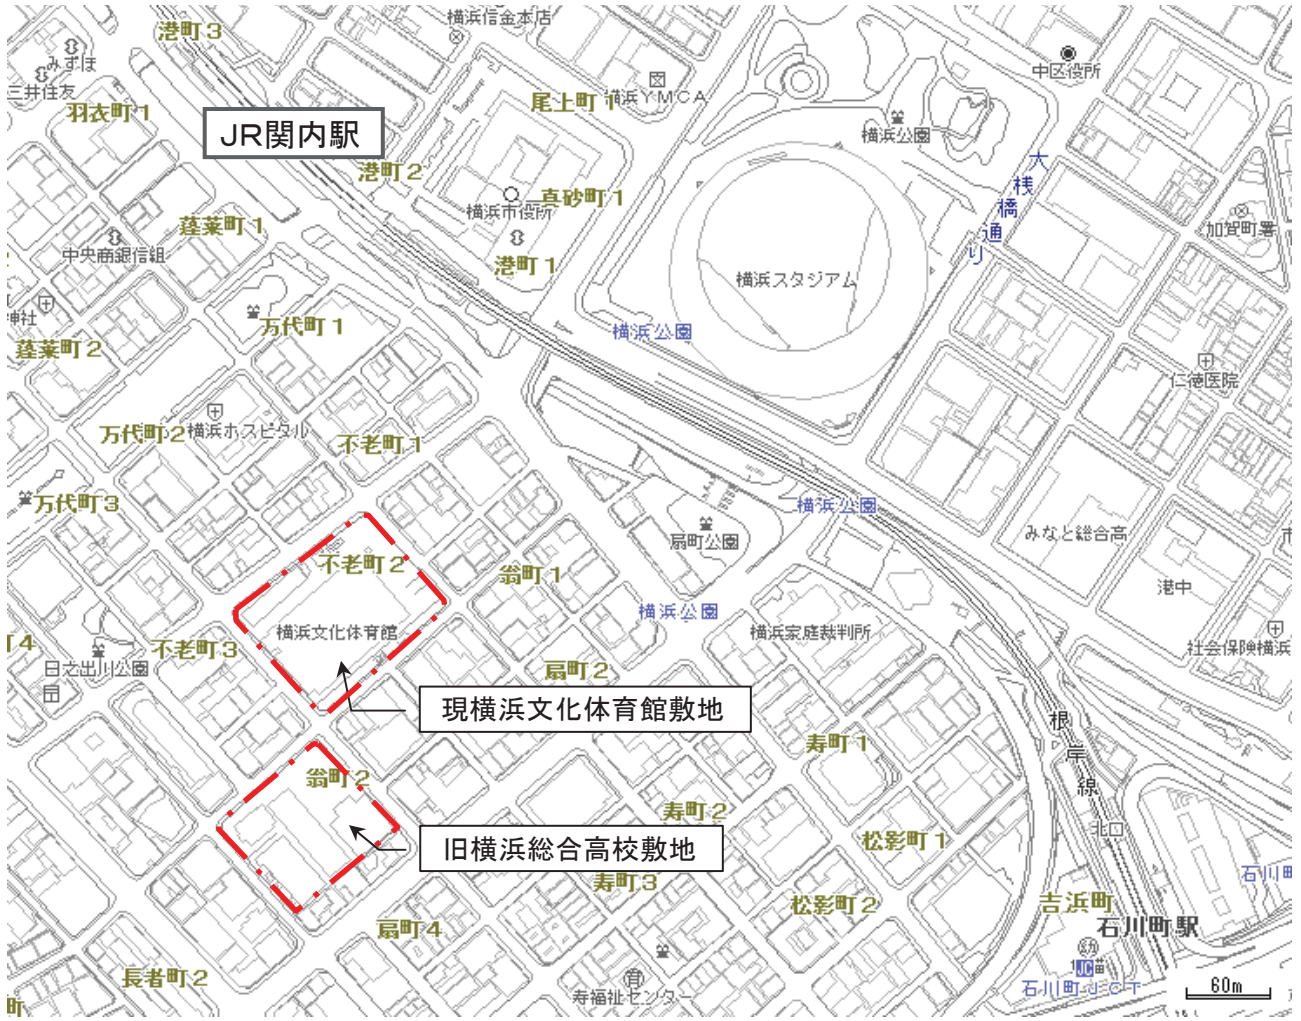 港町3
横浜信金本店
みずほ
三井住友
中区役所
羽衣町1
尾上町1
横浜YMCA
JR関内駅
横浜公園
大桟橋通り
港町2
横浜市役所
真砂町1
加賀町署
蓬莱町1
中央商銀信組
港町1
横浜スタジアム
神社
万代町1
横浜公園
蓬莱町2
仁徳医院
万代町2
横浜ホスピタル
不老町1
万代町3
横浜公園
扇町公園
みなと総合高
不老町2
翁町1
港中
横浜公園
町4
不老町3
横浜文化体育館
横浜家庭裁判所
社会保険横浜
日之出川公園
扇町2
現横浜文化体育館敷地
寿町1
根岸線
翁町2
寿町2
北口
旧横浜総合高校敷地
松影町1
寿町3
石川町
松影町2
吉浜町
扇町4
石川町駅
長者町2
JC
寿福祉センター
石川町JCT
60m
町